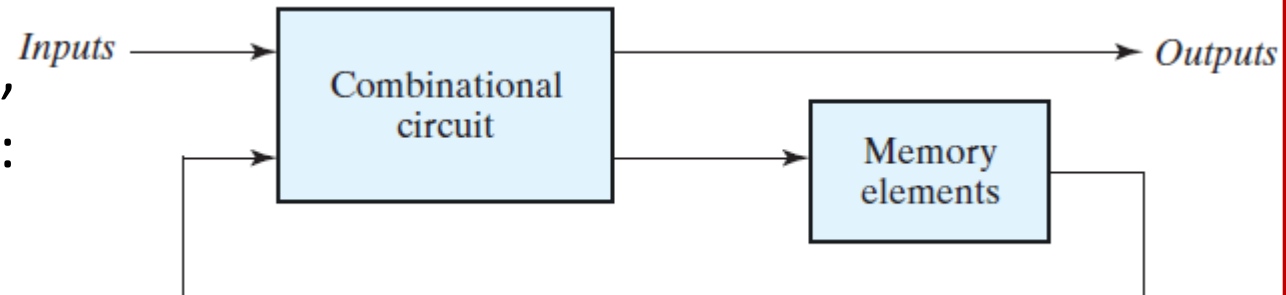 Inputs
Outputs
,
:
Combinational
circuit
Memory
elements